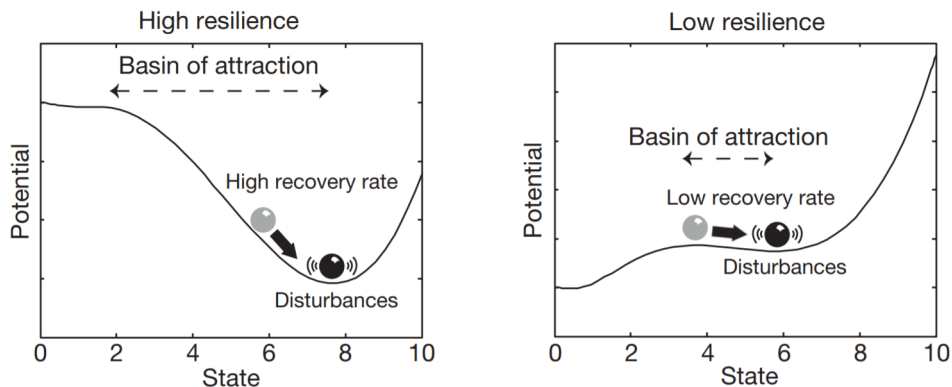 High resilience
Basin of attraction
High recovery rate
Disturbances
Potential
0 2 4 6 8 10
State
Low resilience
Basin of attraction
Low recovery rate
Disturbances
Potential
0 2 4 6 8 10
State